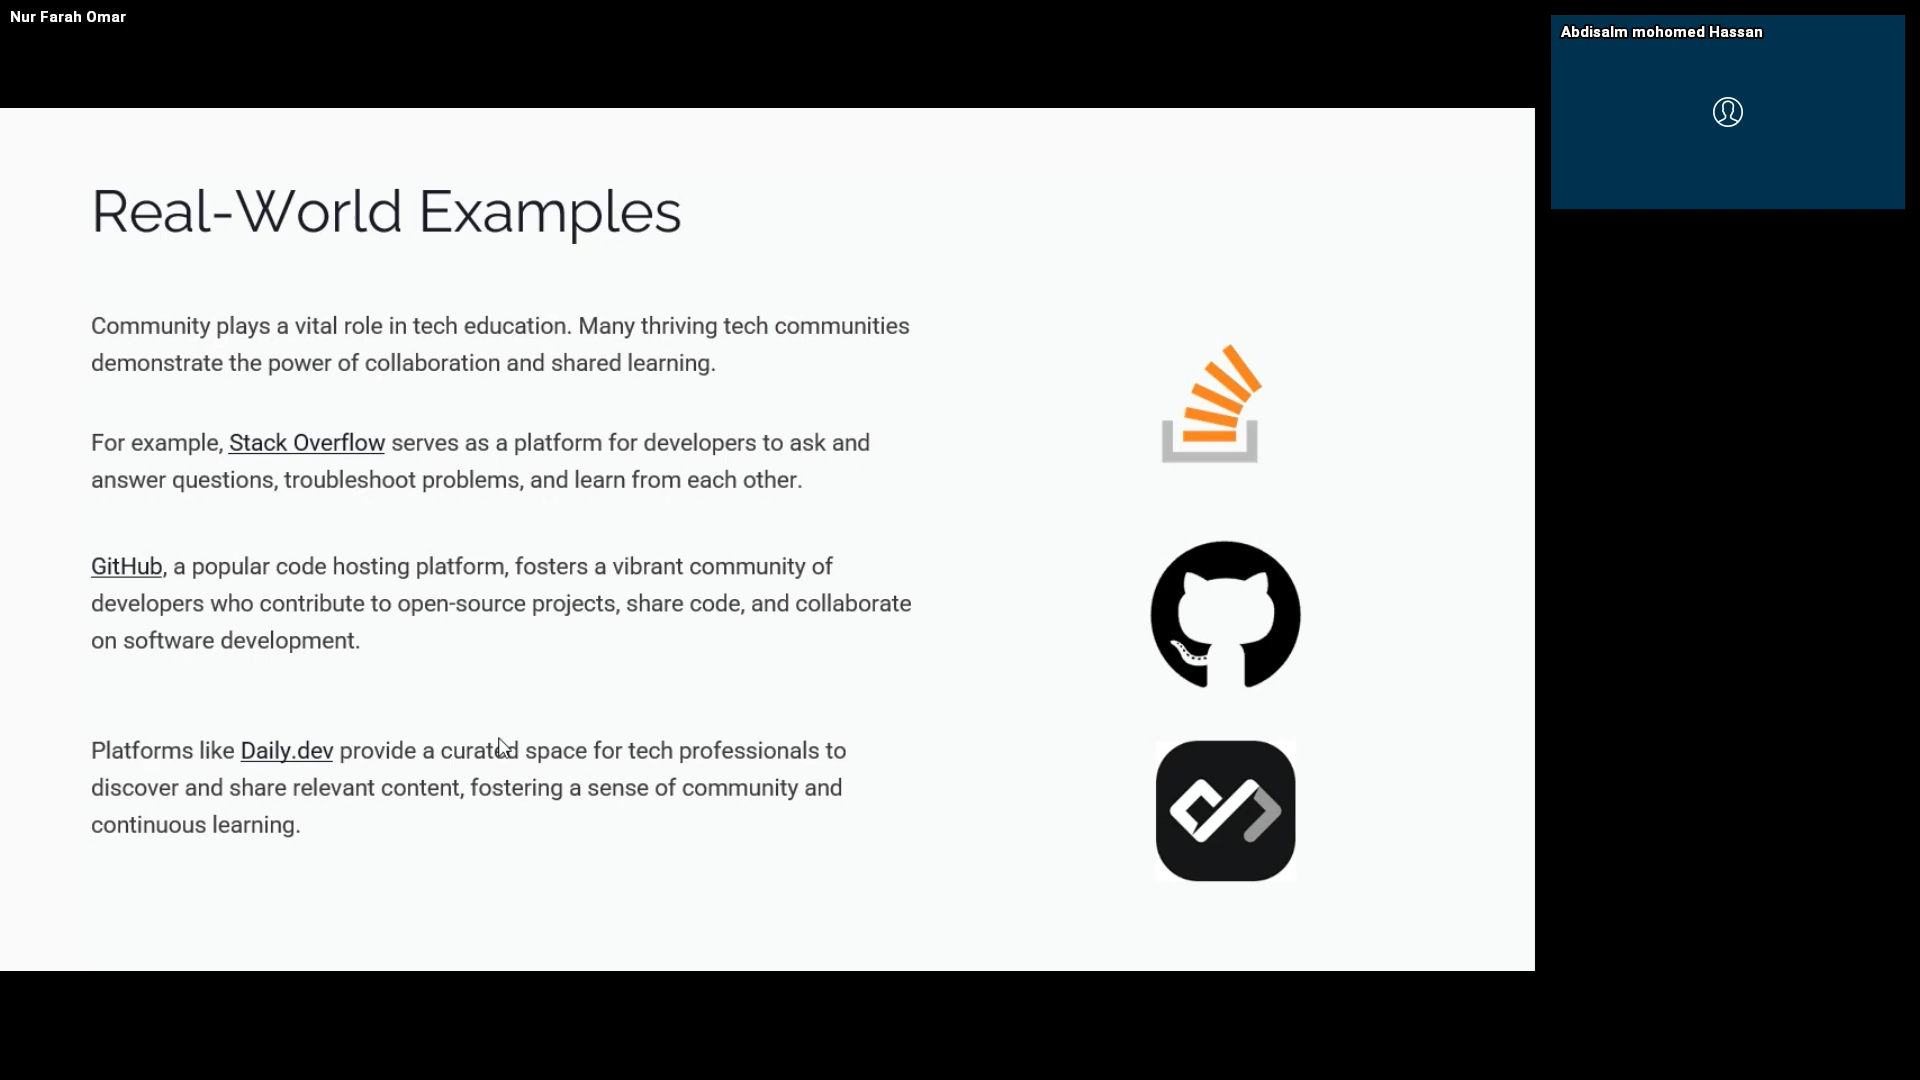 Nur Farah Omar
Abdisalm mohomed Hassan
Real-World Examples
Community plays a vital role in tech education. Many thriving tech communities
demonstrate the power of collaboration and shared learning.
For example, Stack Overflow serves as a platform for developers to ask and
answer questions, troubleshoot problems, and learn from each other.
GitHub, a popular code hosting platform, fosters a vibrant community of
developers who contribute to open-source projects, share code, and collaborate
on software development.
Platforms like Daily.dev provide a curated space for tech professionals to
discover and share relevant content, fostering a sense of community and
continuous learning.